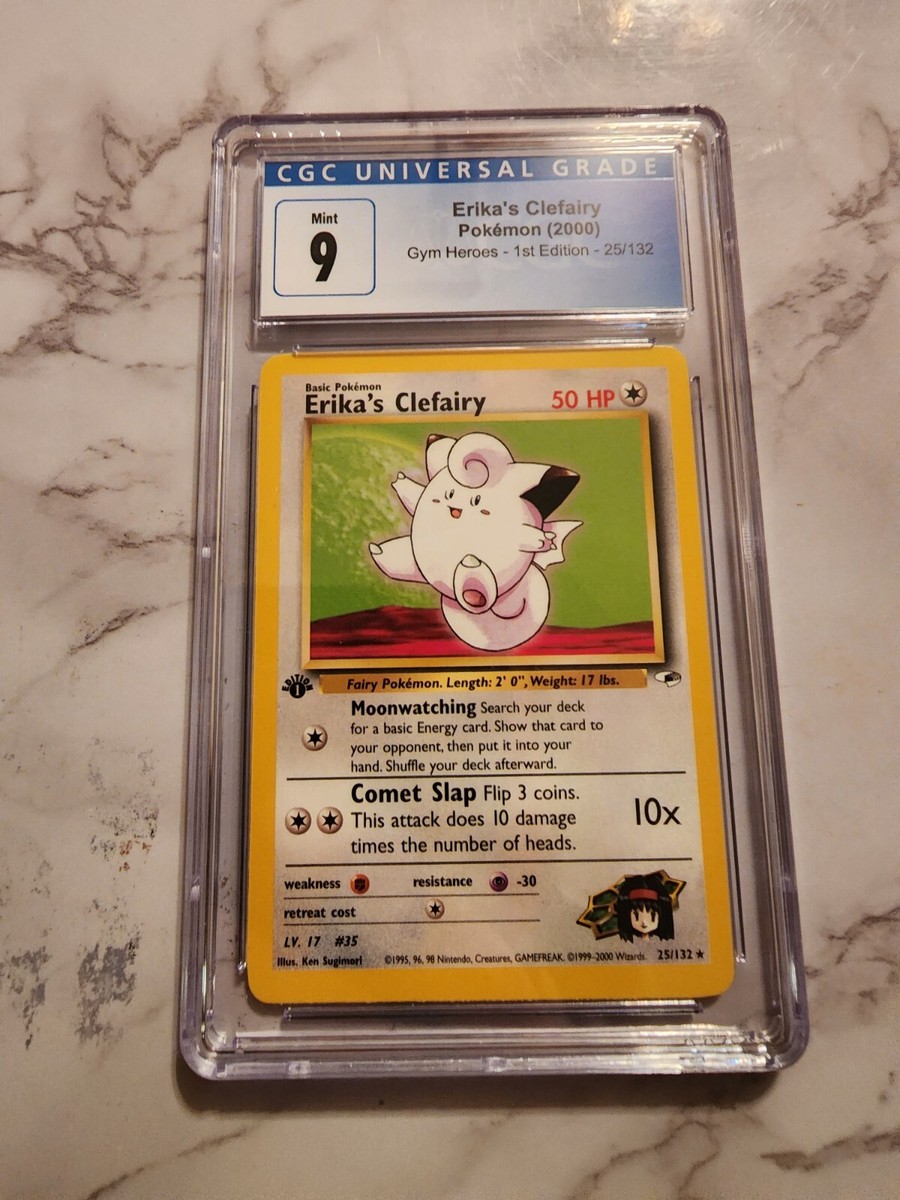 CGC UNIVERSAL GRADE
Mint
9
Erika's Clefairy
Pokémon (2000)
Gym Heroes - 1st Edition - 25/132
Basic Pokémon
Erika's Clefairy 50 HP
EDITION
1
Fairy Pokémon. Length: 2' 0", Weight: 17 lbs.
Moonwatching Search your deck
for a basic Energy card. Show that card to
your opponent, then put it into your
hand. Shuffle your deck afterward.
Comet Slap Flip 3 coins.
This attack does 10 damage
times the number of heads.
10x
weakness resistance -30
retreat cost
LV. 17 #35
Illus. Ken Sugimori ©1995, 96, 98 Nintendo, Creatures, GAMEFREAK. ©1999-2000 Wizards. 25/132 ★